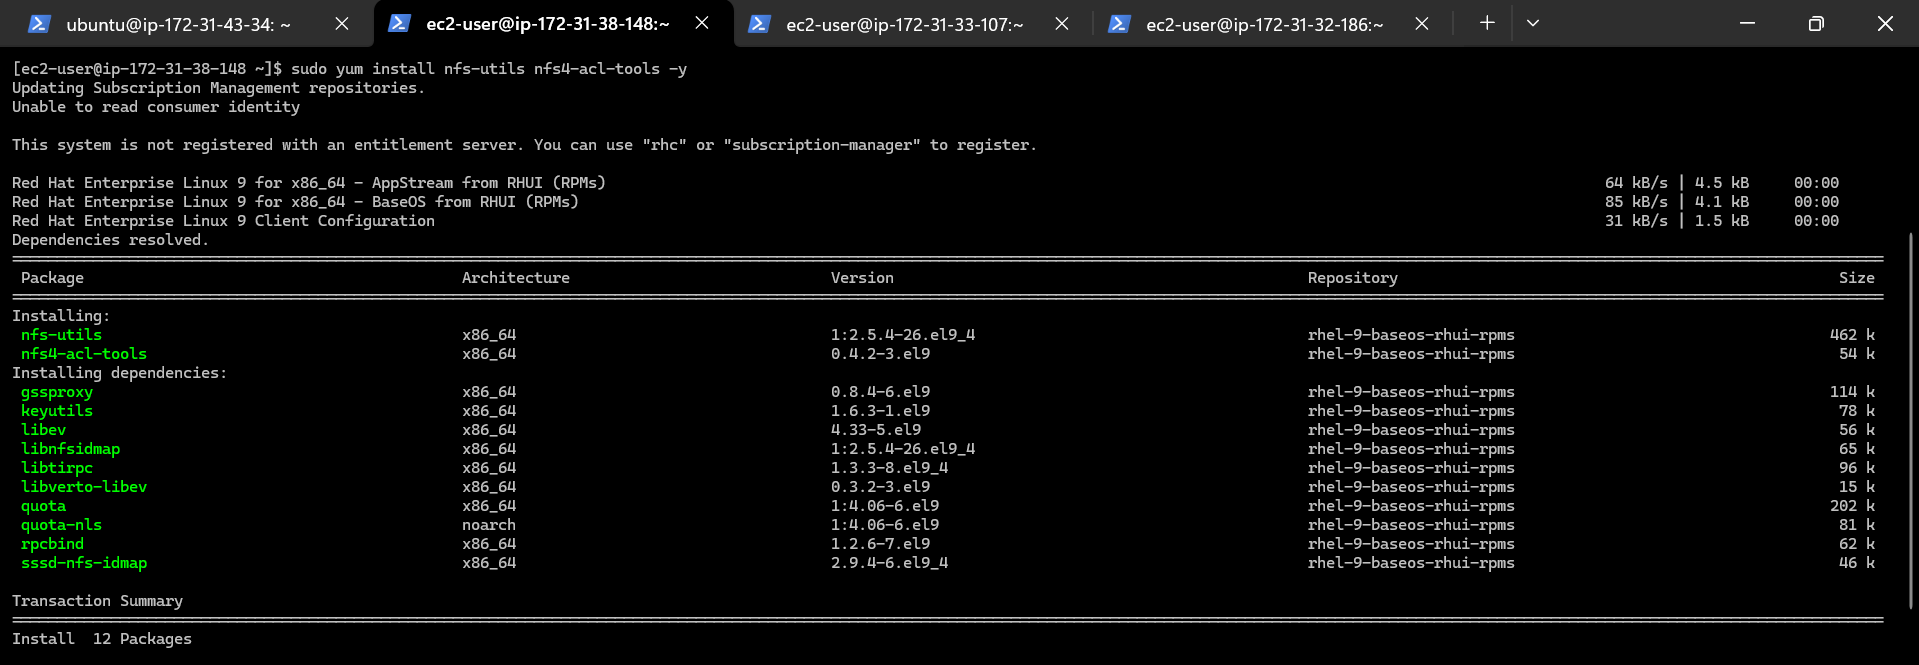 ubuntu@ip-172-31-43-34: ~ ec2-user@ip-172-31-38-148:~ ec2-user@ip-172-31-33-107:~ ec2-user@ip-172-31-32-186:~
[ec2-user@ip-172-31-38-148 ~]$ sudo yum install nfs-utils nfs4-acl-tools -y
Updating Subscription Management repositories.
Unable to read consumer identity
This system is not registered with an entitlement server. You can use "rhc" or "subscription-manager" to register.
Red Hat Enterprise Linux 9 for x86_64 - AppStream from RHUI (RPMs) 64 kB/s | 4.5 kB 00:00
Red Hat Enterprise Linux 9 for x86_64 - BaseOS from RHUI (RPMs) 85 kB/s | 4.1 kB 00:00
Red Hat Enterprise Linux 9 Client Configuration 31 kB/s | 1.5 kB 00:00
Dependencies resolved.
Package Architecture Version Repository Size
Installing:
nfs-utils x86_64 1:2.5.4-26.el9_4 rhel-9-baseos-rhui-rpms 462 k
nfs4-acl-tools x86_64 0.4.2-3.el9 rhel-9-baseos-rhui-rpms 54 k
Installing dependencies:
gssproxy x86_64 0.8.4-6.el9 rhel-9-baseos-rhui-rpms 114 k
keyutils x86_64 1.6.3-1.el9 rhel-9-baseos-rhui-rpms 78 k
libev x86_64 4.33-5.el9 rhel-9-baseos-rhui-rpms 56 k
libnfsidmap x86_64 1:2.5.4-26.el9_4 rhel-9-baseos-rhui-rpms 65 k
libtirpc x86_64 1.3.3-8.el9_4 rhel-9-baseos-rhui-rpms 96 k
libverto-libev x86_64 0.3.2-3.el9 rhel-9-baseos-rhui-rpms 15 k
quota x86_64 1:4.06-6.el9 rhel-9-baseos-rhui-rpms 202 k
quota-nls noarch 1:4.06-6.el9 rhel-9-baseos-rhui-rpms 81 k
rpcbind x86_64 1.2.6-7.el9 rhel-9-baseos-rhui-rpms 62 k
sssd-nfs-idmap x86_64 2.9.4-6.el9_4 rhel-9-baseos-rhui-rpms 46 k
Transaction Summary
Install 12 Packages